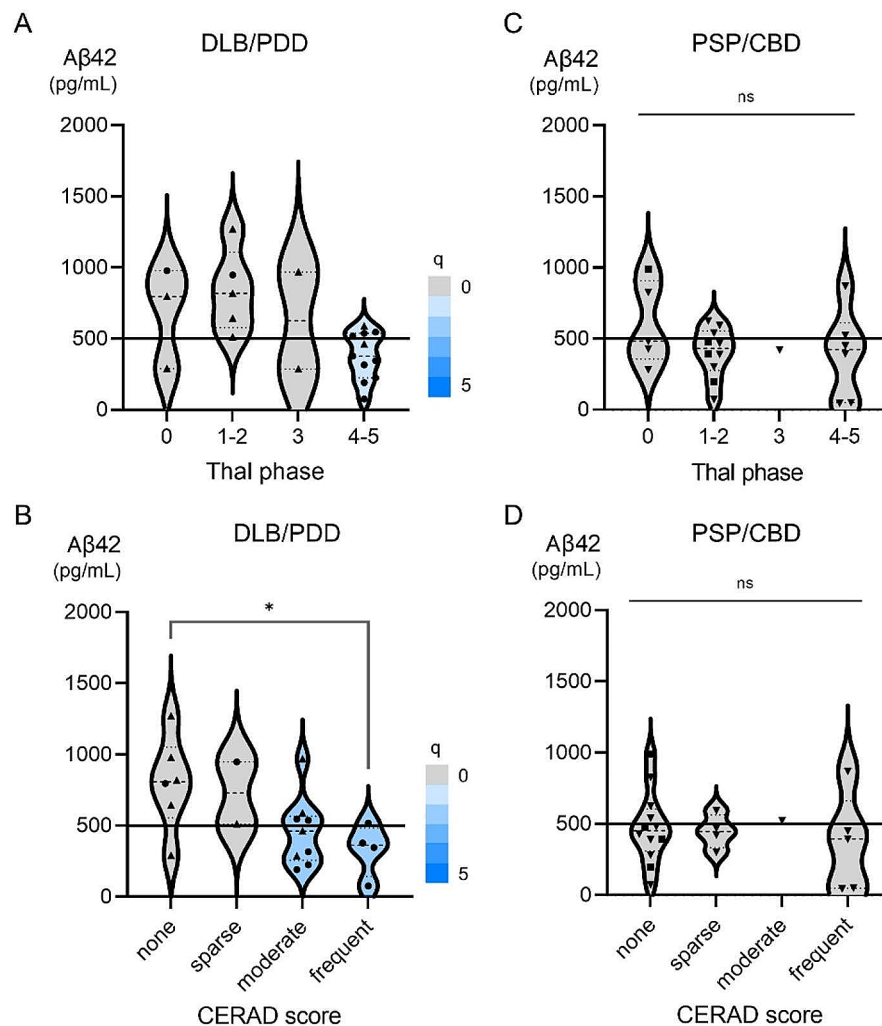 A
DLB/PDD
Aβ42
(pg/mL)
2000
1500
1000
500
0
0
1-2
3
4-5
Thal phase
q
0
5
C
PSP/CBD
Aβ42
(pg/mL)
ns
2000
1500
1000
500
0
0
1-2
3
4-5
Thal phase
B
DLB/PDD
Aβ42
(pg/mL)
*
2000
1500
1000
500
0
none
sparse
moderate
frequent
CERAD score
q
0
5
D
PSP/CBD
Aβ42
(pg/mL)
ns
2000
1500
1000
500
0
none
sparse
moderate
frequent
CERAD score